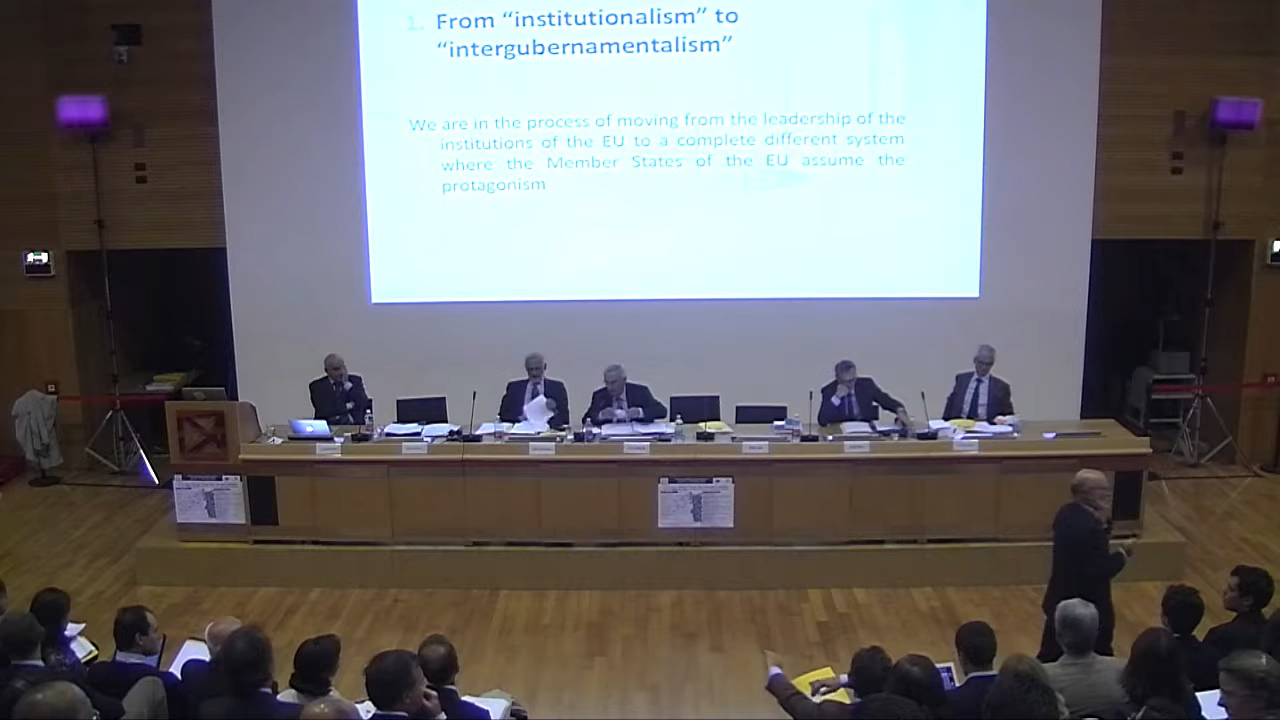 1. From “institutionalism” to
“intergubernamentalism”
We are in the process of moving from the leadership of the
institutions of the EU to a complete different system
where the Member States of the EU assume the
protagonism